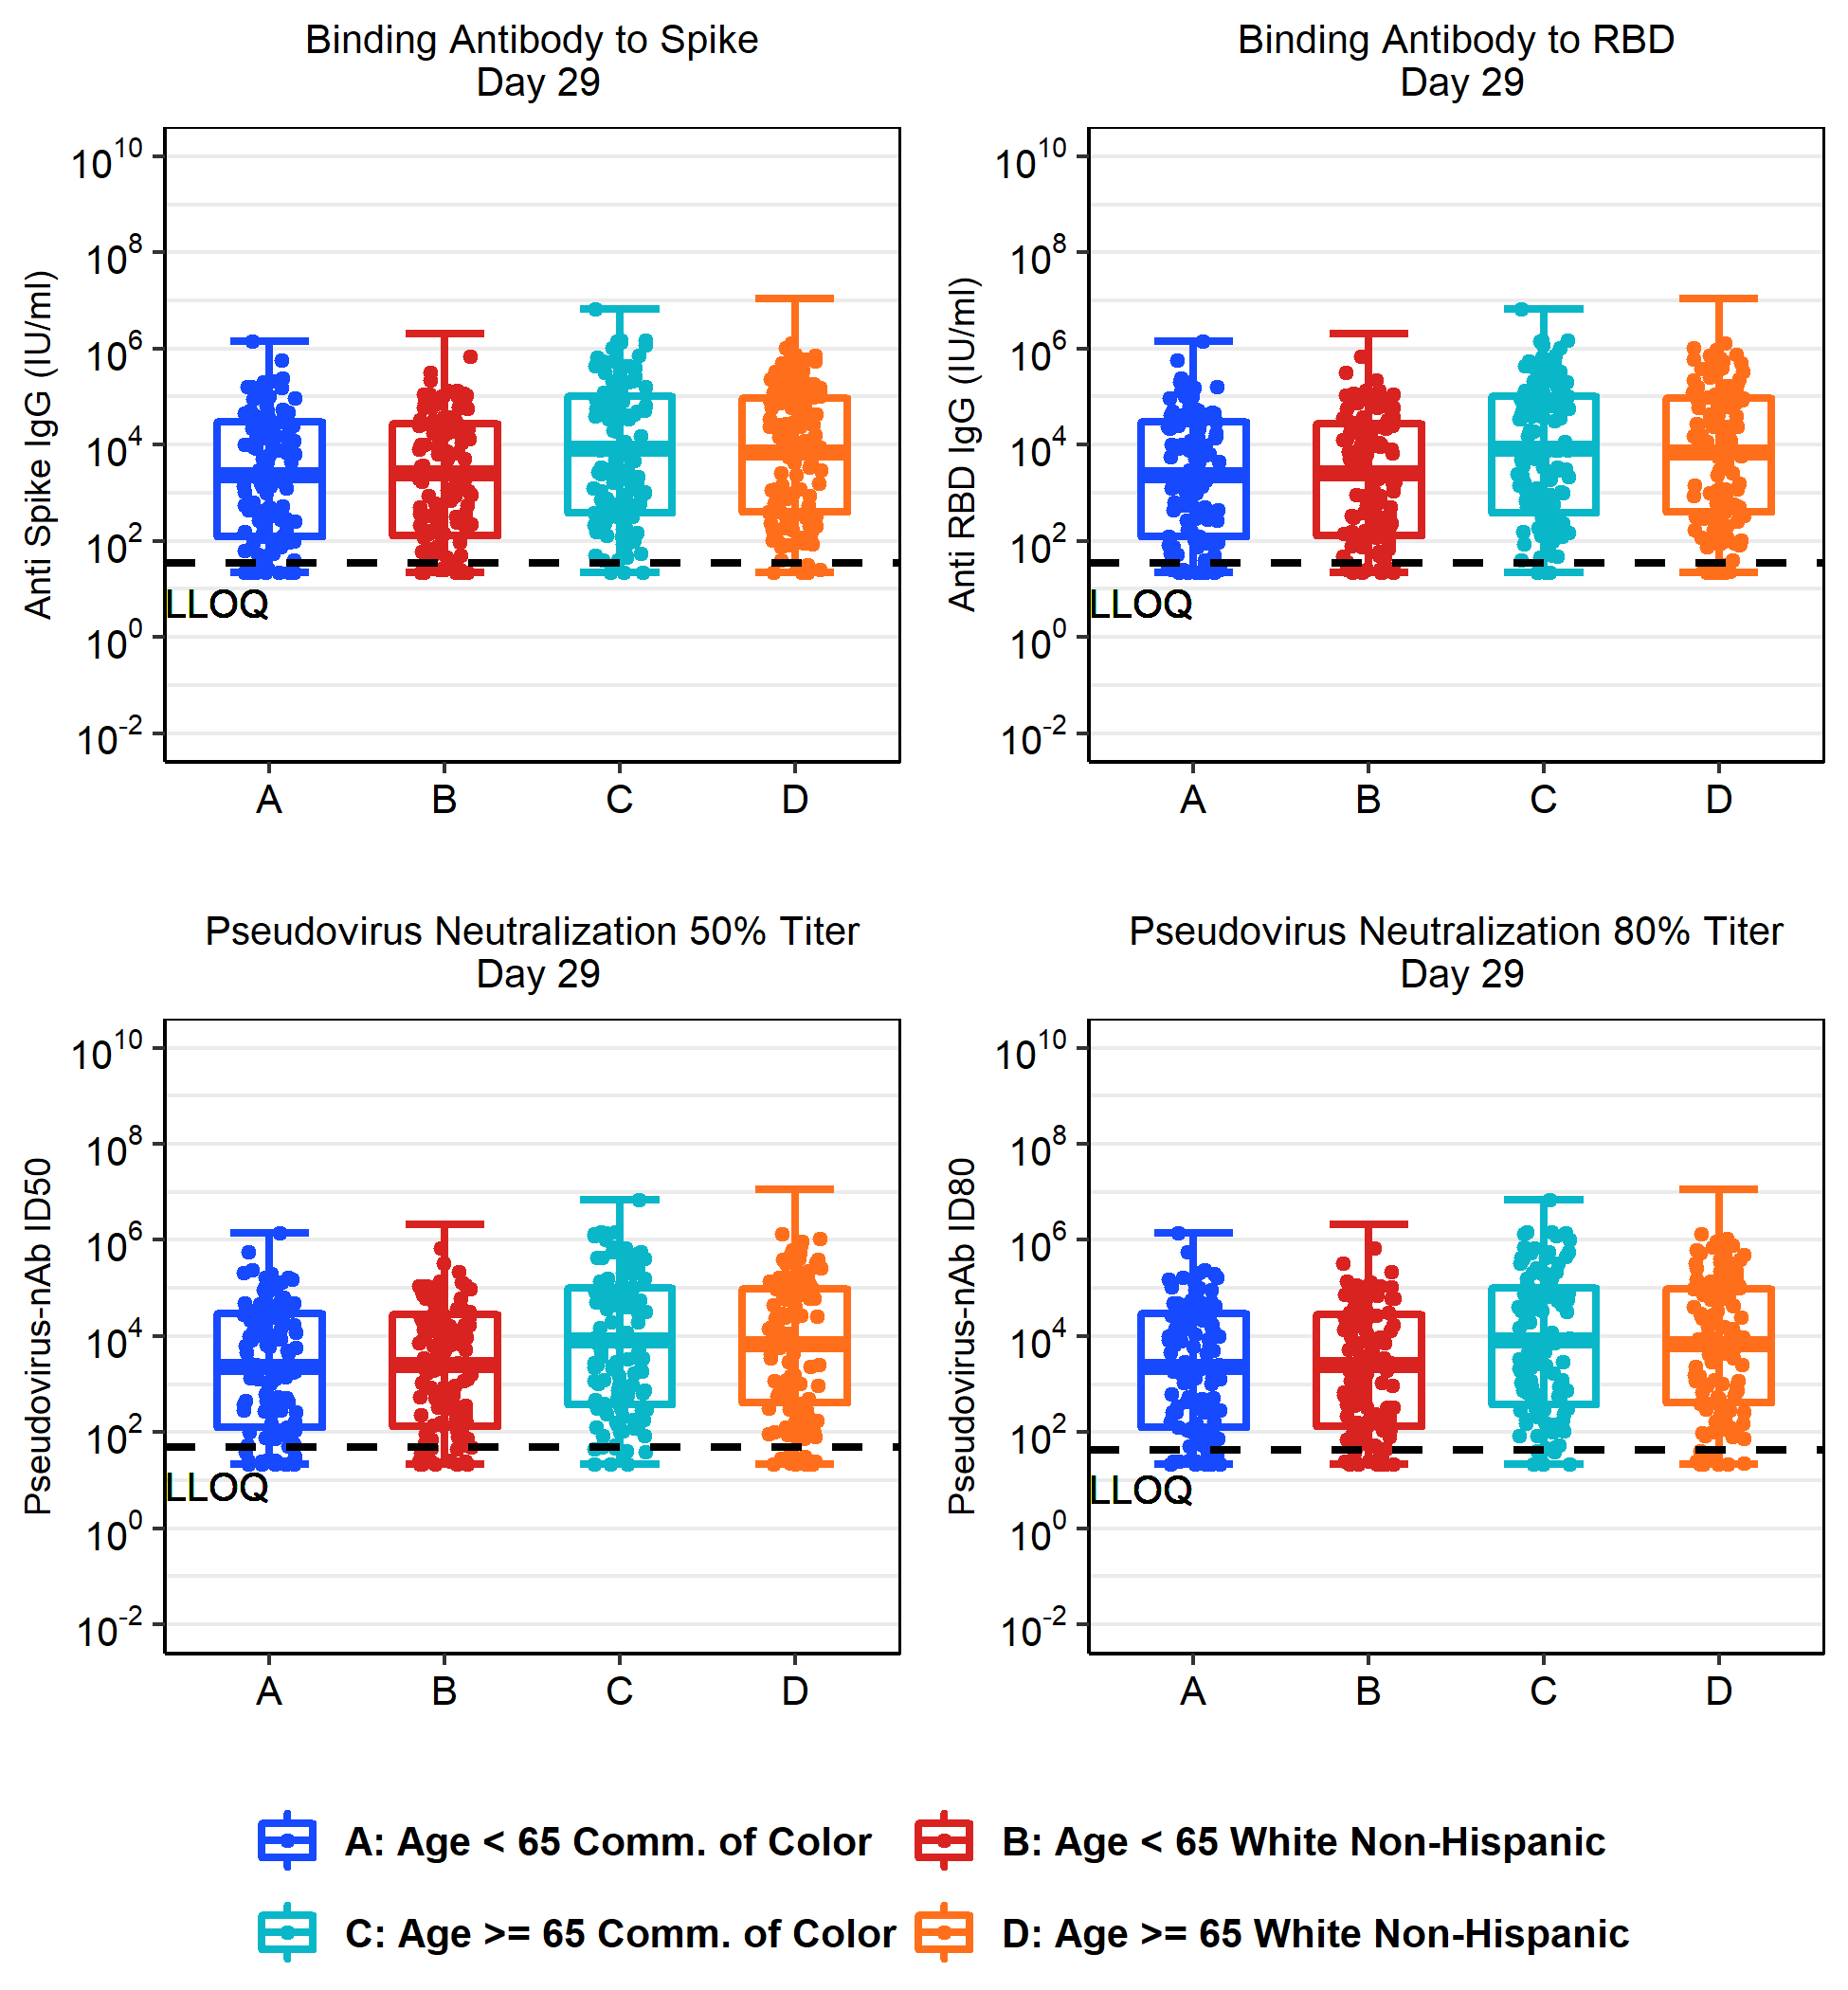 Binding Antibody to Spike
Day 29
Anti Spike IgG (IU/ml)
10^10
10^8
10^6
10^4
10^2
10^0
10^-2
LLOQ
A B C D
Binding Antibody to RBD
Day 29
Anti RBD IgG (IU/ml)
10^10
10^8
10^6
10^4
10^2
10^0
10^-2
LLOQ
A B C D
Pseudovirus Neutralization 50% Titer
Day 29
Pseudovirus-nAb ID50
10^10
10^8
10^6
10^4
10^2
10^0
10^-2
LLOQ
A B C D
Pseudovirus Neutralization 80% Titer
Day 29
Pseudovirus-nAb ID80
10^10
10^8
10^6
10^4
10^2
10^0
10^-2
LLOQ
A B C D
A: Age < 65 Comm. of Color
B: Age < 65 White Non-Hispanic
C: Age >= 65 Comm. of Color
D: Age >= 65 White Non-Hispanic